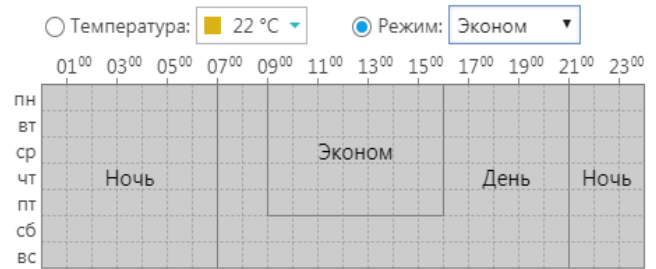 Температура: 22 °C Режим: Эконом
01⁰⁰ 03⁰⁰ 05⁰⁰ 07⁰⁰ 09⁰⁰ 11⁰⁰ 13⁰⁰ 15⁰⁰ 17⁰⁰ 19⁰⁰ 21⁰⁰ 23⁰⁰
пн
вт
ср Эконом
чт Ночь День Ночь
пт
сб
вс